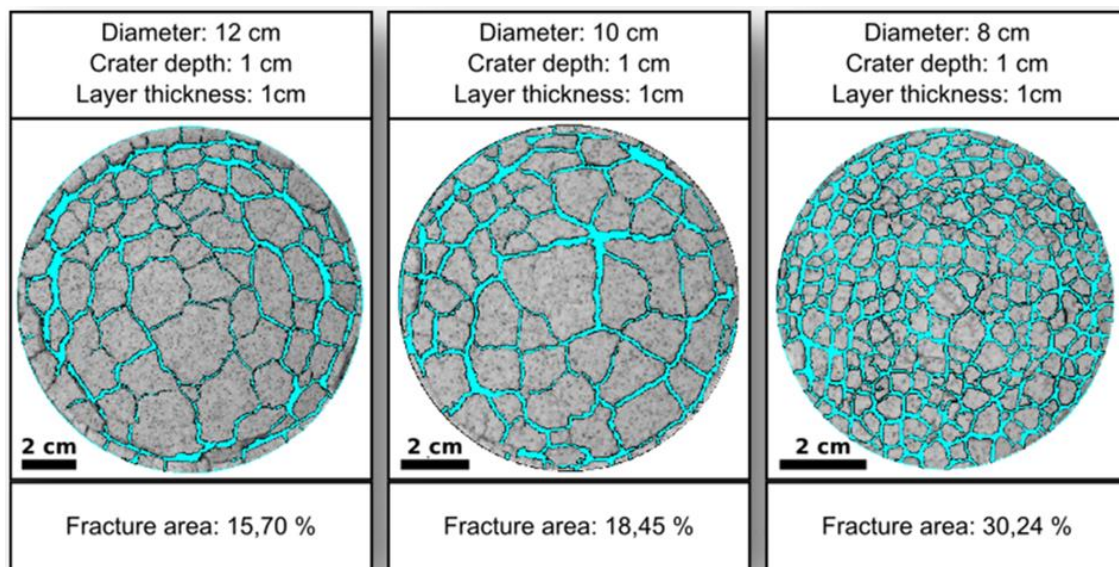 Diameter: 12 cm
Crater depth: 1 cm
Layer thickness: 1cm
2 cm
Fracture area: 15,70 %
Diameter: 10 cm
Crater depth: 1 cm
Layer thickness: 1cm
2 cm
Fracture area: 18,45 %
Diameter: 8 cm
Crater depth: 1 cm
Layer thickness: 1cm
2 cm
Fracture area: 30,24 %